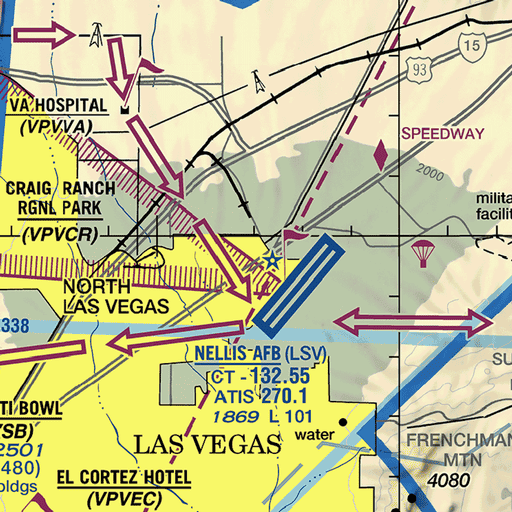 15
93
VA HOSPITAL
(VPVVA)
SPEEDWAY
2000
CRAIG RANCH
RGNL PARK
(VPVCR)
milita
facilit
NORTH
LAS VEGAS
338
NELLIS AFB (LSV)
CT - 132.55
ATIS 270.1
1869 L 101
SU
TI BOWL
SB)
2501
480)
oldgs
LAS VEGAS
water
FRENCHMAN
MTN
4080
EL CORTEZ HOTEL
(VPVEC)